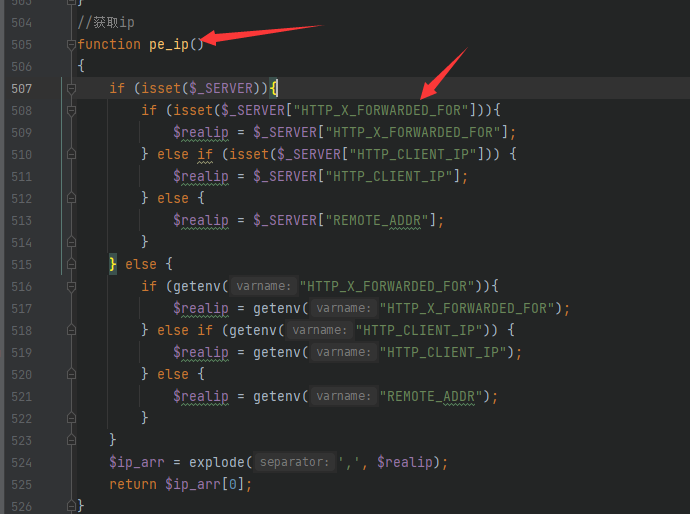 503 }
504 //获取ip
505 function pe_ip()
506 {
507 if (isset($_SERVER)){
508 if (isset($_SERVER["HTTP_X_FORWARDED_FOR"])){
509 $realip = $_SERVER["HTTP_X_FORWARDED_FOR"];
510 } else if (isset($_SERVER["HTTP_CLIENT_IP"])) {
511 $realip = $_SERVER["HTTP_CLIENT_IP"];
512 } else {
513 $realip = $_SERVER["REMOTE_ADDR"];
514 }
515 } else {
516 if (getenv( varname: "HTTP_X_FORWARDED_FOR")){
517 $realip = getenv( varname: "HTTP_X_FORWARDED_FOR");
518 } else if (getenv( varname: "HTTP_CLIENT_IP")) {
519 $realip = getenv( varname: "HTTP_CLIENT_IP");
520 } else {
521 $realip = getenv( varname: "REMOTE_ADDR");
522 }
523 }
524 $ip_arr = explode( separator: ',', $realip);
525 return $ip_arr[0];
526 }